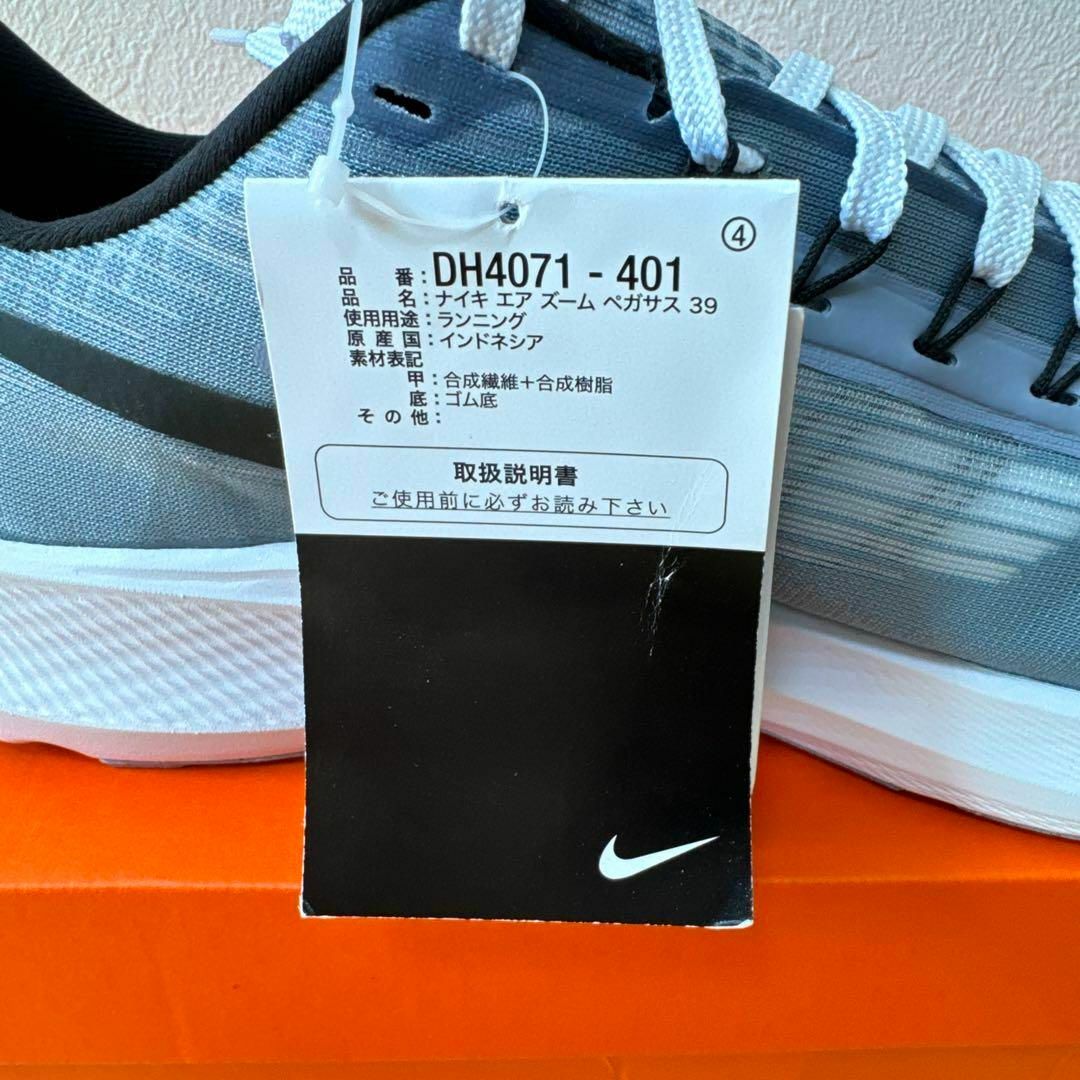 ④
品番:DH4071 - 401
品名:ナイキ エア ズーム ペガサス 39
使用用途:ランニング
原産国:インドネシア
素材表記
甲:合成繊維+合成樹脂
底:ゴム底
その他:
取扱説明書
ご使用前に必ずお読み下さい